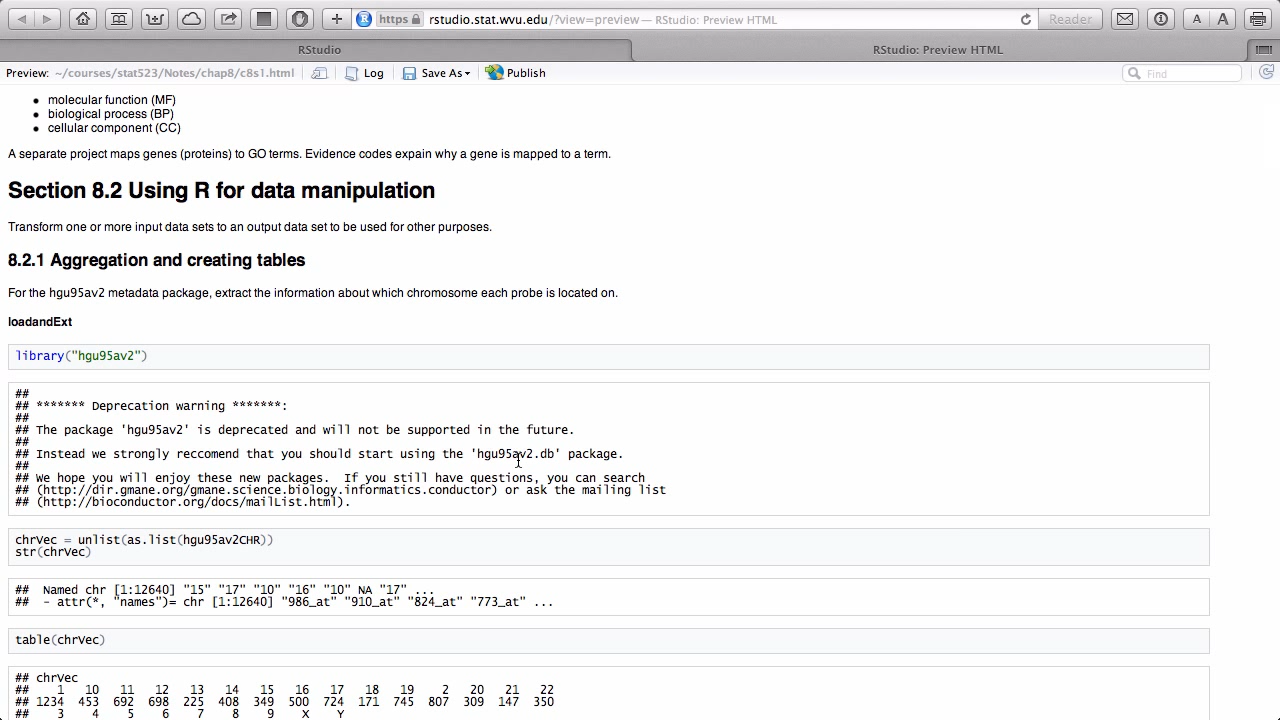 https rstudio.stat.wvu.edu/?view=preview — RStudio: Preview HTML
Reader
A A
RStudio
RStudio: Preview HTML
Preview: ~/courses/stat523/Notes/chap8/c8s1.html Log Save As Publish
Find
• molecular function (MF)
• biological process (BP)
• cellular component (CC)
A separate project maps genes (proteins) to GO terms. Evidence codes expain why a gene is mapped to a term.
Section 8.2 Using R for data manipulation
Transform one or more input data sets to an output data set to be used for other purposes.
8.2.1 Aggregation and creating tables
For the hgu95av2 metadata package, extract the information about which chromosome each probe is located on.
loadandExt
library("hgu95av2")
##
## ******* Deprecation warning *******:
##
## The package 'hgu95av2' is deprecated and will not be supported in the future.
##
## Instead we strongly reccomend that you should start using the 'hgu95av2.db' package.
##
## We hope you will enjoy these new packages.  If you still have questions, you can search
## (http://dir.gmane.org/gmane.science.biology.informatics.conductor) or ask the mailing list
## (http://bioconductor.org/docs/mailList.html).
chrVec = unlist(as.list(hgu95av2CHR))
str(chrVec)
##  Named chr [1:12640] "15" "17" "10" "16" "10" NA "17" ...
##  - attr(*, "names")= chr [1:12640] "986_at" "910_at" "824_at" "773_at" ...
table(chrVec)
## chrVec
##    1   10   11   12   13   14   15   16   17   18   19    2   20   21   22
## 1234  453  692  698  225  408  349  500  724  171  745  807  309  147  350
##    3    4    5    6    7    8    9    X    Y